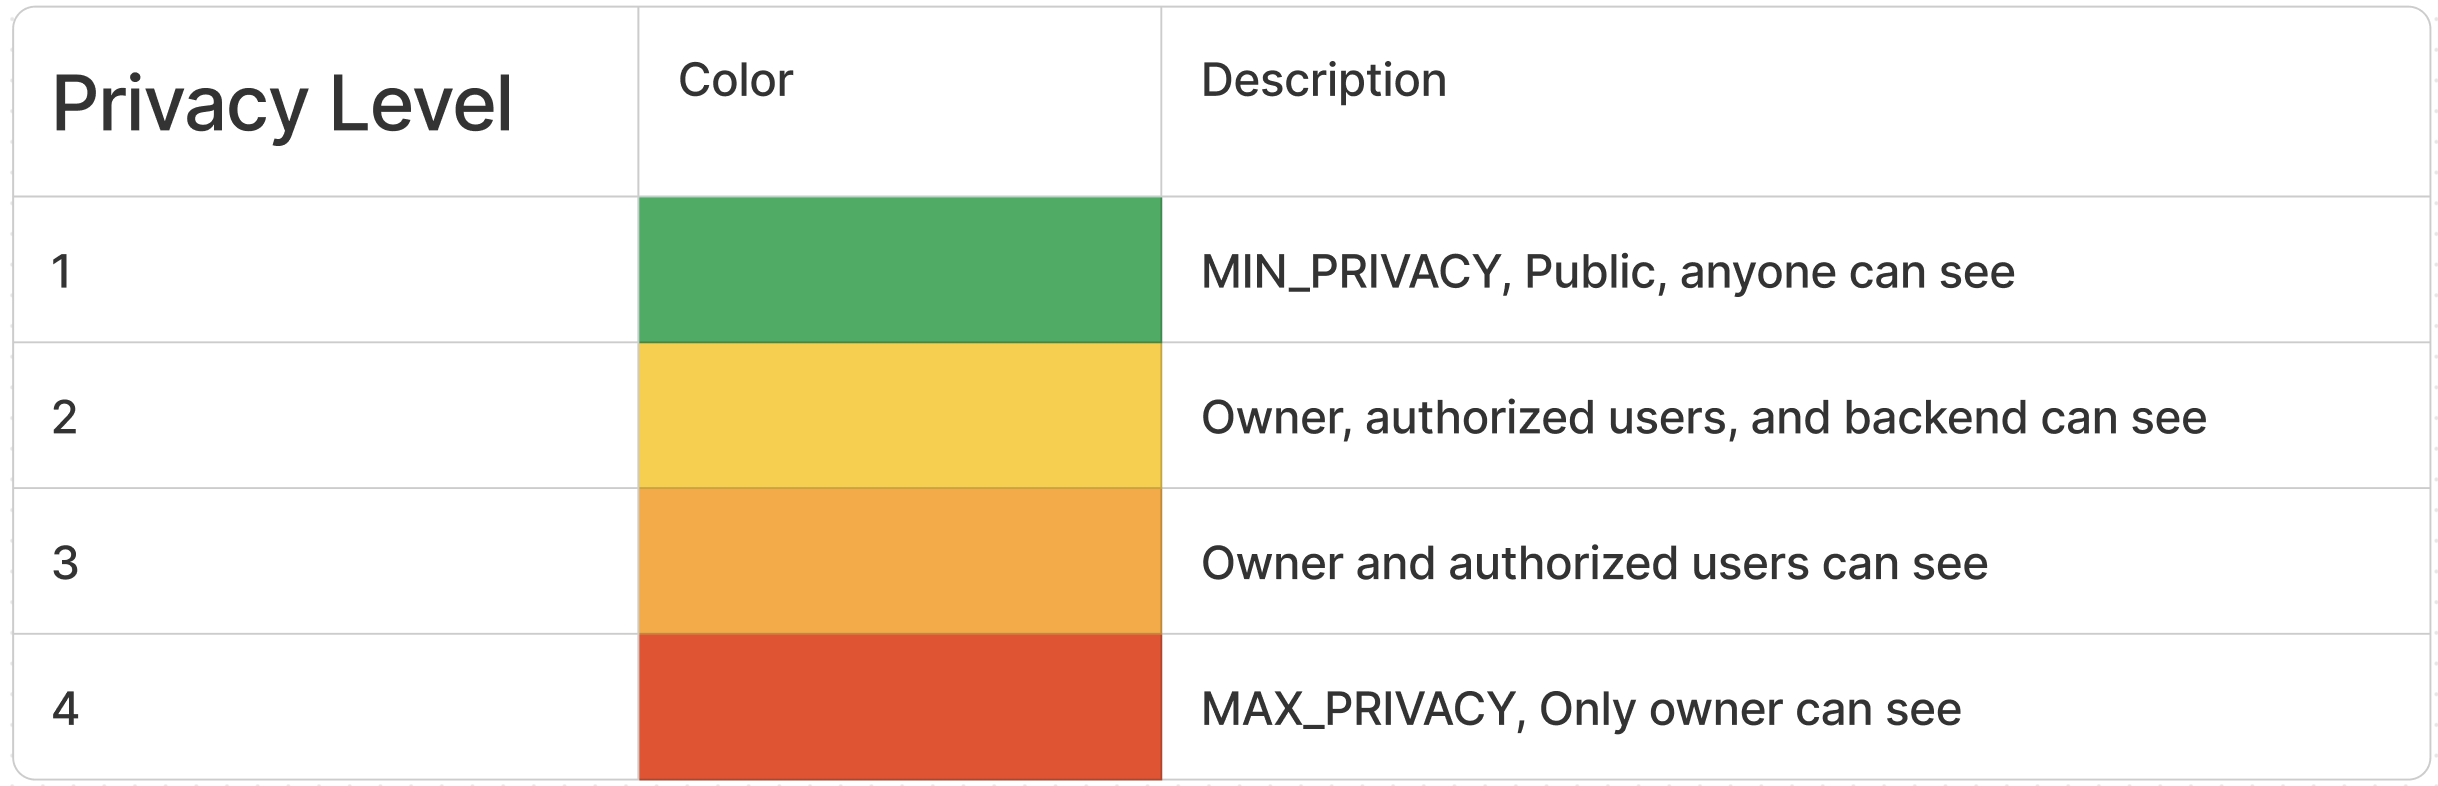 Privacy Level
Color
Description
1
MIN_PRIVACY, Public, anyone can see
2
Owner, authorized users, and backend can see
3
Owner and authorized users can see
4
MAX_PRIVACY, Only owner can see